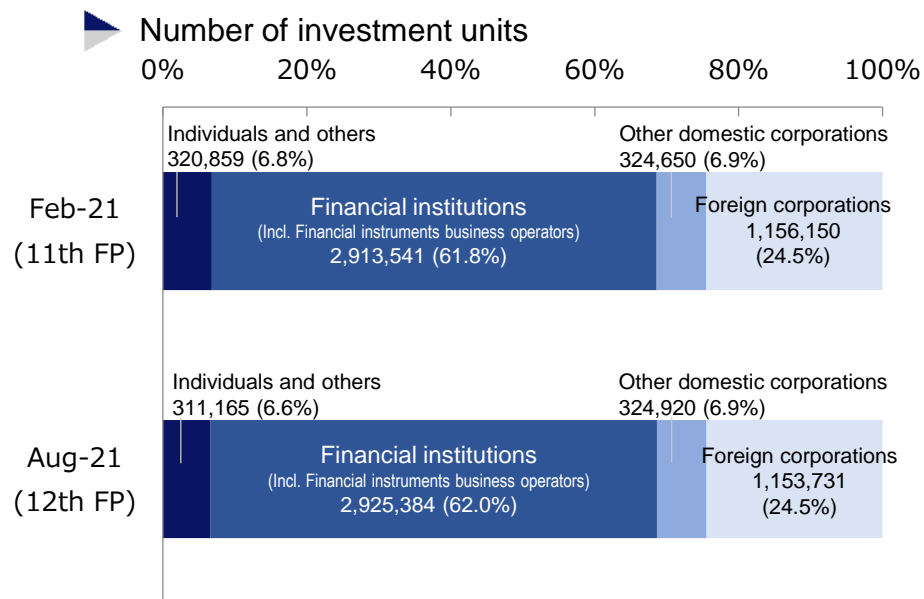 Number of investment units
0% 20% 40% 60% 80% 100%
Individuals and others
320,859 (6.8%)
Other domestic corporations
324,650 (6.9%)
Feb-21
(11th FP)
Financial institutions
(Incl. Financial instruments business operators)
2,913,541 (61.8%)
Foreign corporations
1,156,150
(24.5%)
Individuals and others
311,165 (6.6%)
Other domestic corporations
324,920 (6.9%)
Aug-21
(12th FP)
Financial institutions
(Incl. Financial instruments business operators)
2,925,384 (62.0%)
Foreign corporations
1,153,731
(24.5%)